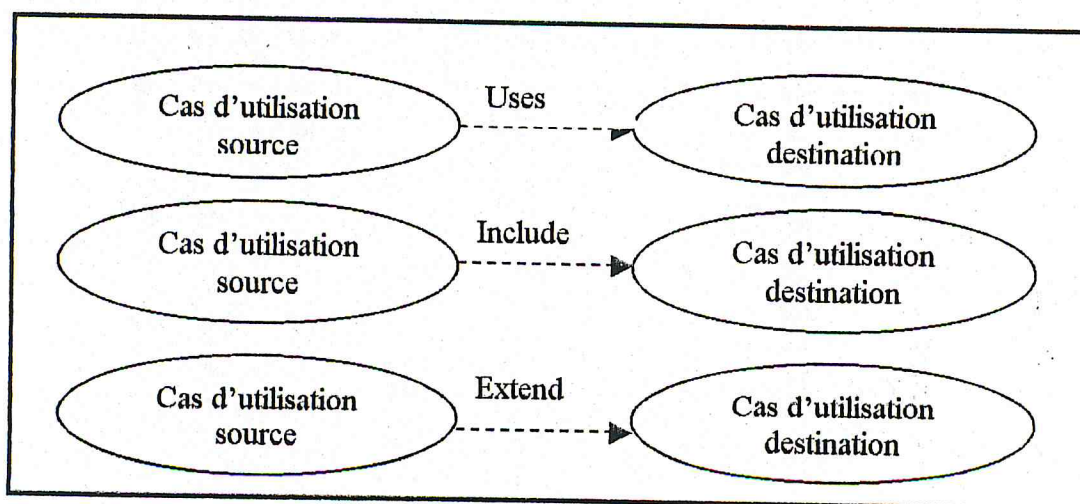 Cas d'utilisation
source
Uses
Cas d'utilisation
destination
Cas d'utilisation
source
Include
Cas d'utilisation
destination
Cas d'utilisation
source
Extend
Cas d'utilisation
destination